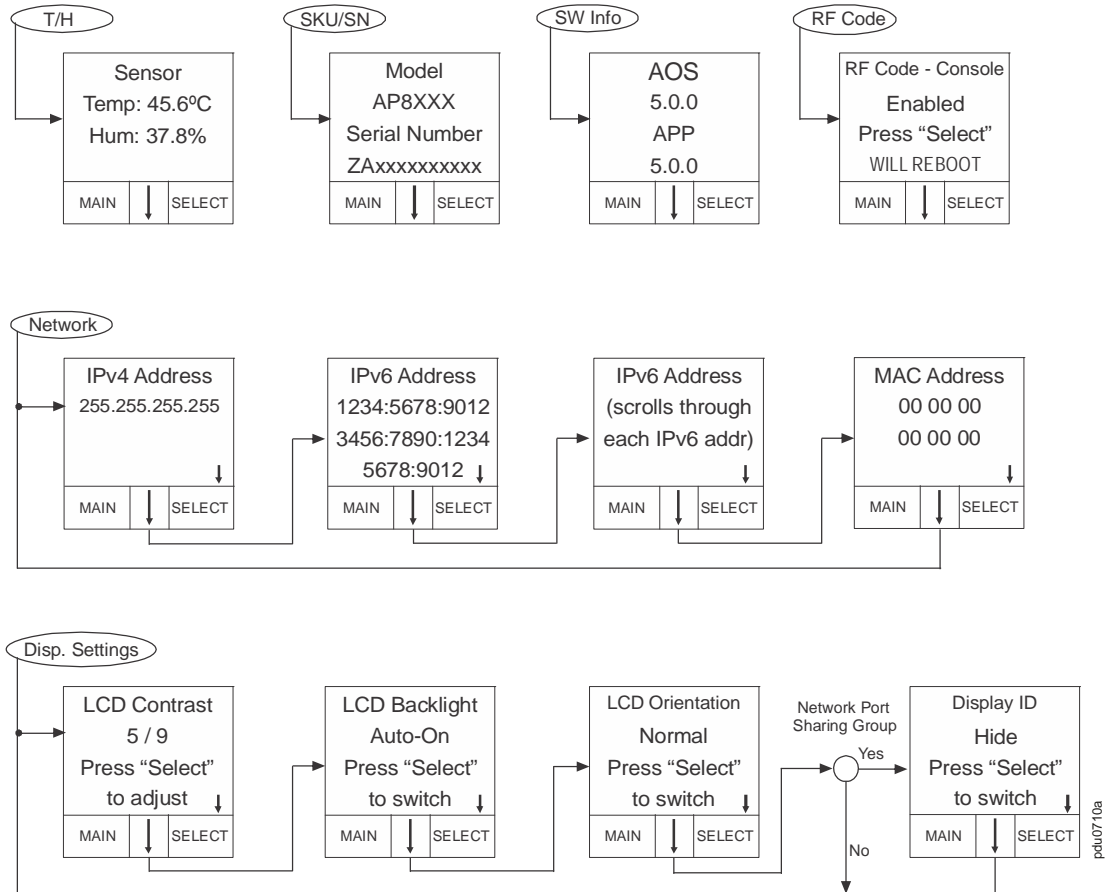 T/H
SKU/SN
SW Info
RF Code
Sensor
Temp: 45.6ºC
Hum: 37.8%
MAIN
SELECT
Model
AP8XXX
Serial Number
ZAxxxxxxxxxx
MAIN
SELECT
AOS
5.0.0
APP
5.0.0
MAIN
SELECT
RF Code - Console
Enabled
Press “Select”
WILL REBOOT
MAIN
SELECT
Network
IPv4 Address
255.255.255.255
MAIN
SELECT
IPv6 Address
1234:5678:9012
3456:7890:1234
5678:9012
MAIN
SELECT
IPv6 Address
(scrolls through
each IPv6 addr)
MAIN
SELECT
MAC Address
00 00 00
00 00 00
MAIN
SELECT
Disp. Settings
LCD Contrast
5 / 9
Press “Select”
to adjust
MAIN
SELECT
LCD Backlight
Auto-On
Press “Select”
to switch
MAIN
SELECT
LCD Orientation
Normal
Press “Select”
to switch
MAIN
SELECT
Network Port
Sharing Group
Yes
No
Display ID
Hide
Press “Select”
to switch
MAIN
SELECT
pdu0710a